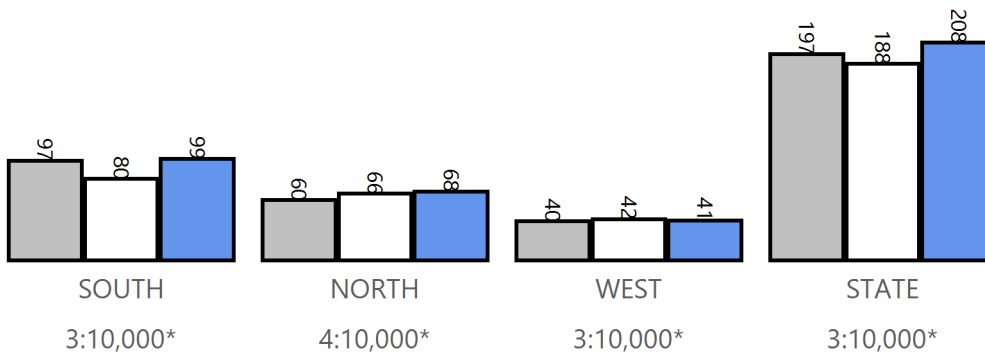 97 80 99 60 66 68 40 42 41 197 188 208
SOUTH NORTH WEST STATE
3:10,000* 4:10,000* 3:10,000* 3:10,000*